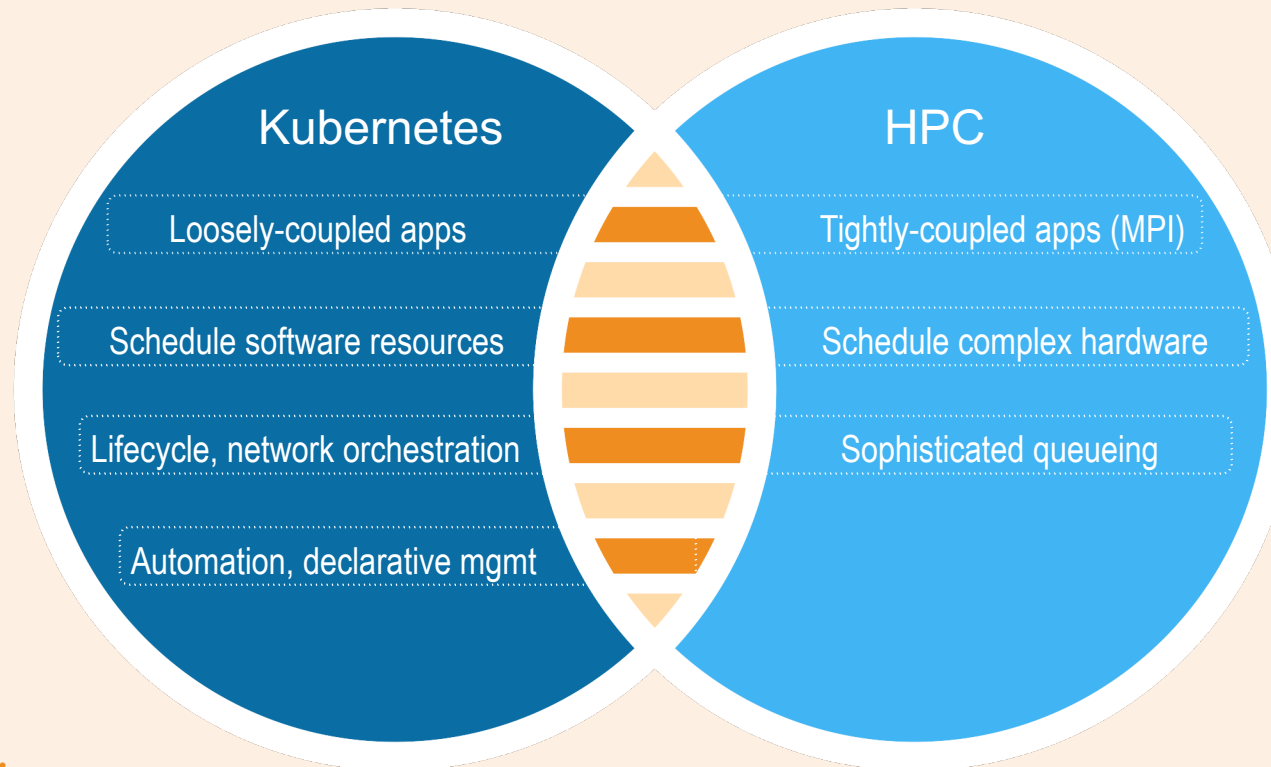 Kubernetes
Loosely-coupled apps
Schedule software resources
Lifecycle, network orchestration
Automation, declarative mgmt
HPC
Tightly-coupled apps (MPI)
Schedule complex hardware
Sophisticated queueing